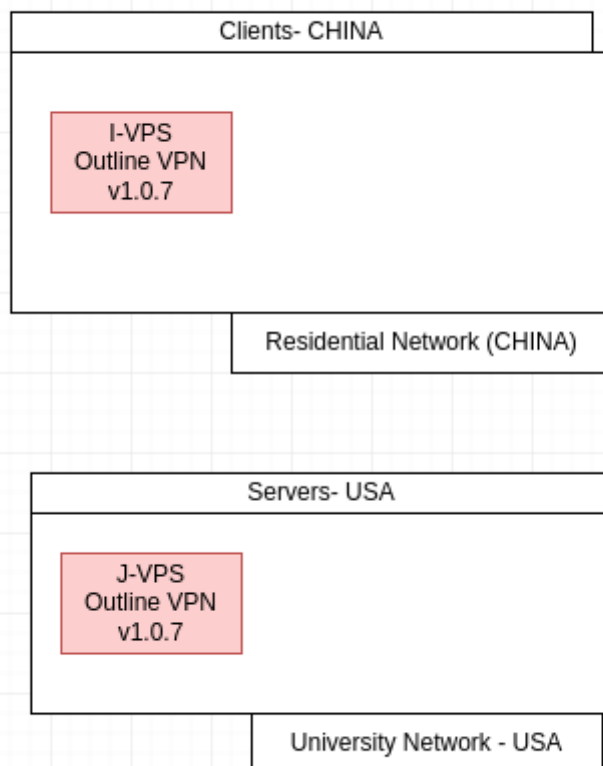 Clients- CHINA
I-VPS
Outline VPN
v1.0.7
Residential Network (CHINA)
Servers- USA
J-VPS
Outline VPN
v1.0.7
University Network - USA